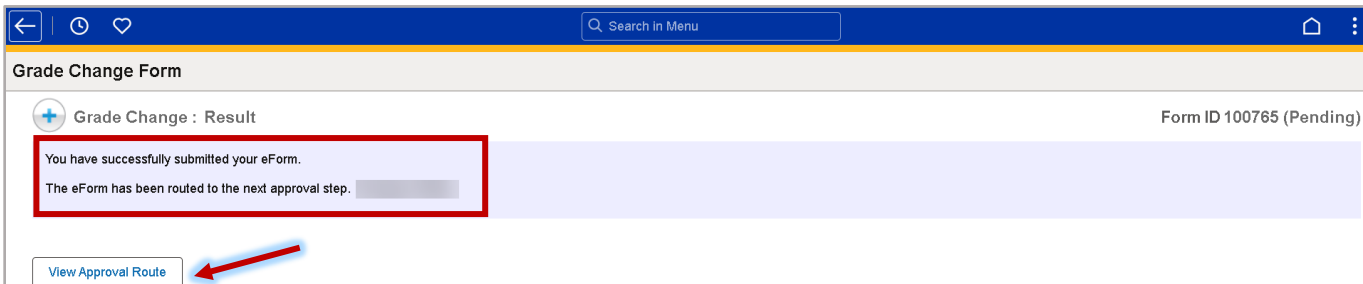 Search in Menu
Grade Change Form
Grade Change : Result
Form ID 100765 (Pending)
You have successfully submitted your eForm.
The eForm has been routed to the next approval step.
View Approval Route